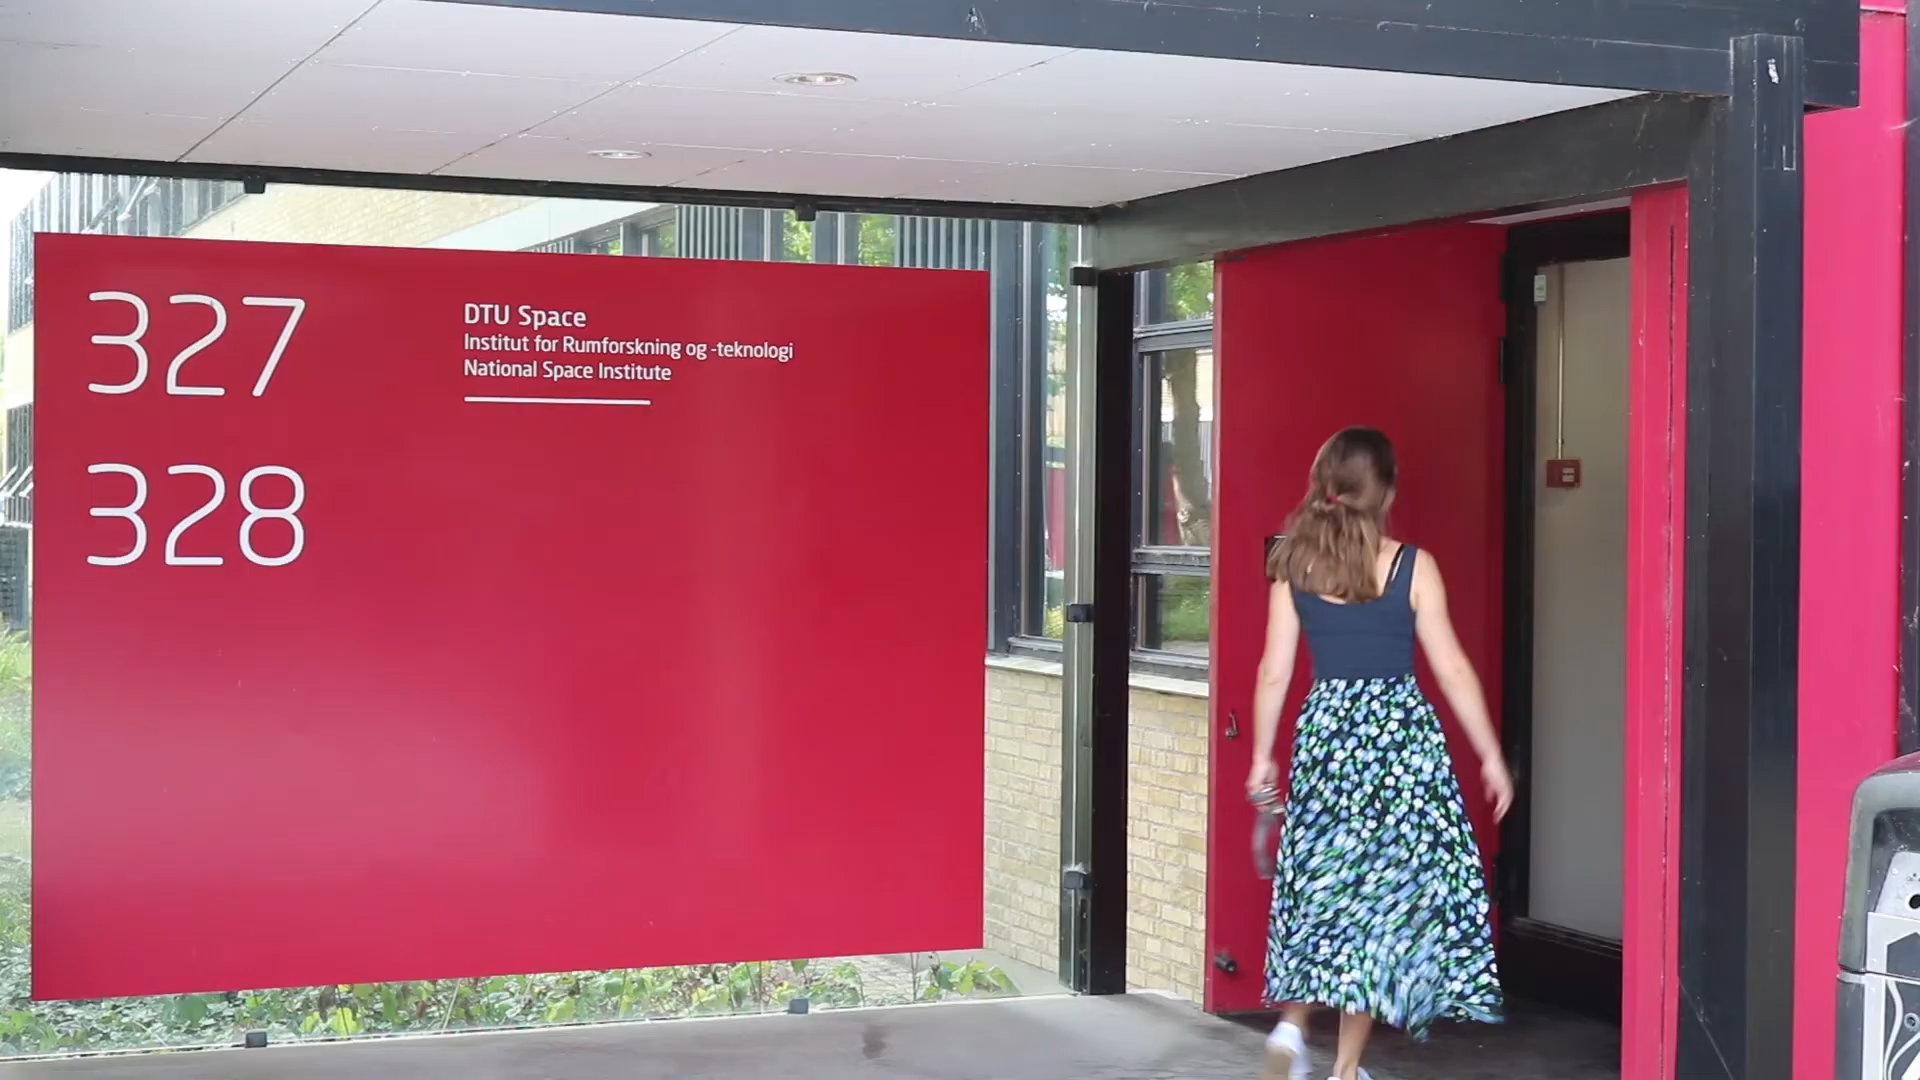 327
DTU Space
Institut for Rumforskning og -teknologi
National Space Institute
328